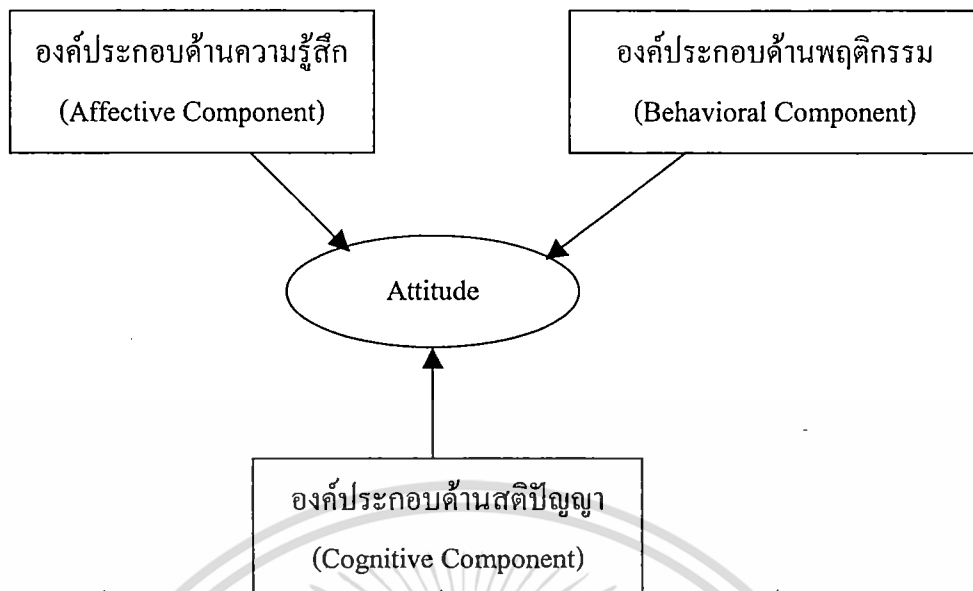 องค์ประกอบด้านความรู้สึก
(Affective Component)
องค์ประกอบด้านพฤติกรรม
(Behavioral Component)
Attitude
องค์ประกอบด้านสติปัญญา
(Cognitive Component)